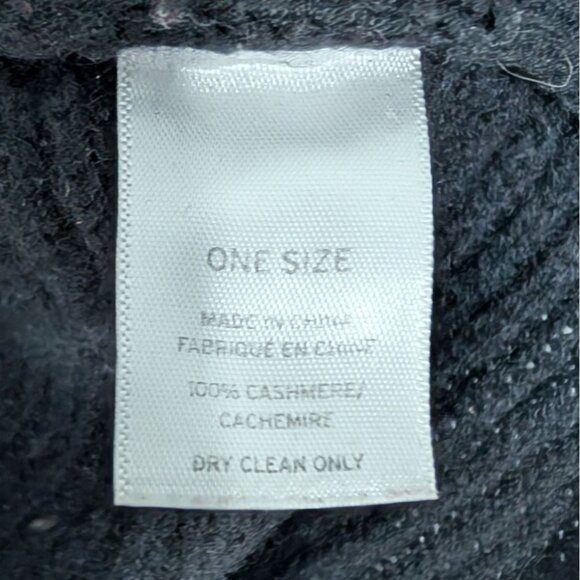 ONE SIZE
MADE IN CHINA
FABRIQUÉ EN CHINE
100% CASHMERE/
CACHEMIRE
DRY CLEAN ONLY